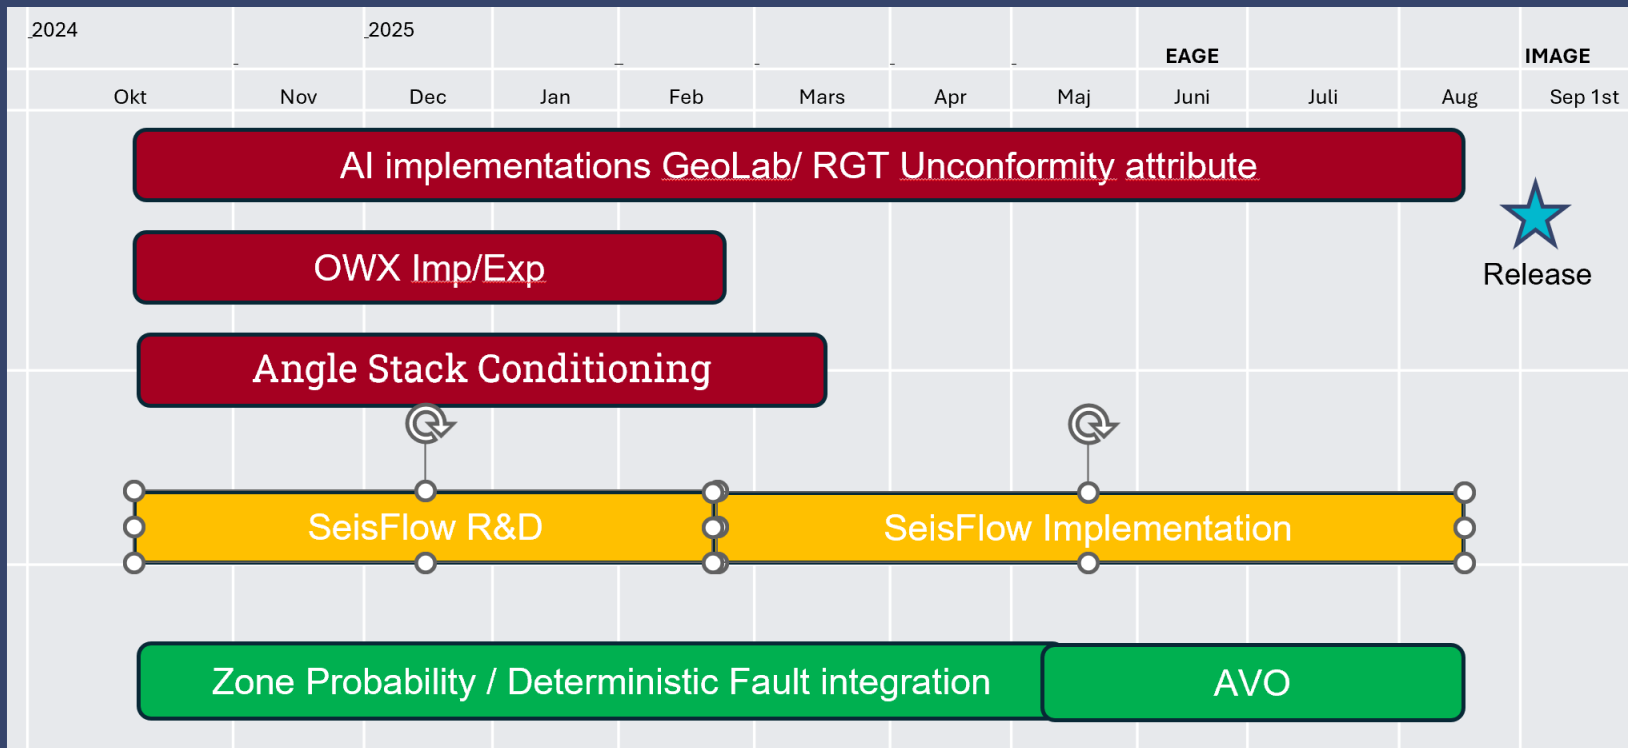 2024
2025
EAGE
IMAGE
Okt
Nov
Dec
Jan
Feb
Mars
Apr
Maj
Juni
Juli
Aug
Sep 1st
AI implementations GeoLab/ RGT Unconformity attribute
Release
OWX Imp/Exp
Angle Stack Conditioning
SeisFlow R&D
SeisFlow Implementation
Zone Probability / Deterministic Fault integration
AVO